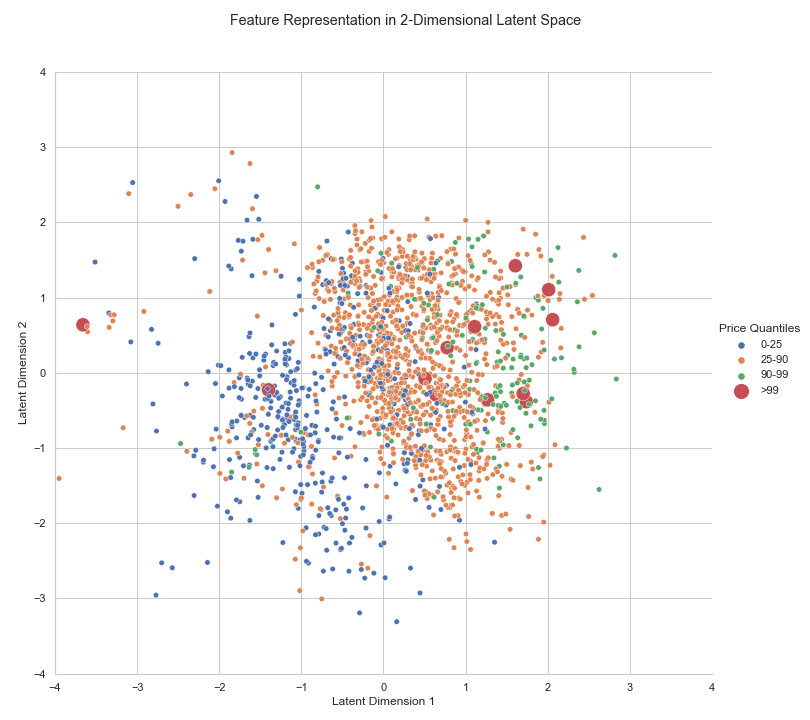 Feature Representation in 2-Dimensional Latent Space
4
3
2
1
0
−1
−2
−3
−4
Latent Dimension 2
−4 −3 −2 −1 0 1 2 3 4
Latent Dimension 1
Price Quantiles
0-25
25-90
90-99
>99